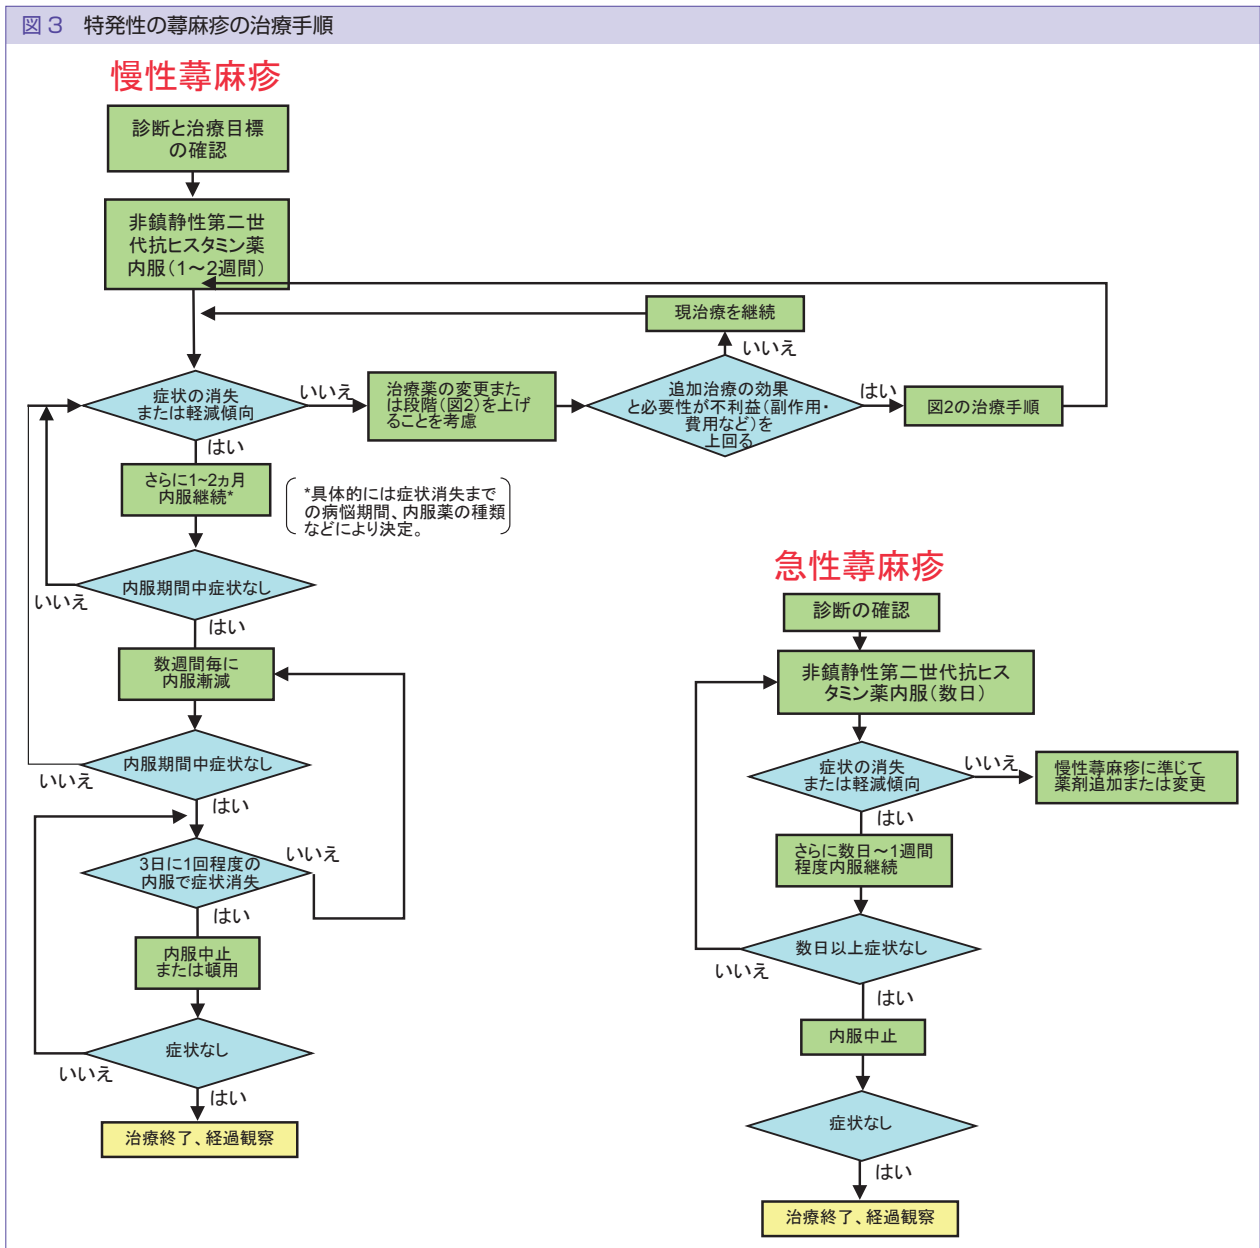 図3 特発性の蕁麻疹の治療手順
慢性蕁麻疹
診断と治療目標
の確認
非鎮静性第二世
代抗ヒスタミン薬
内服(1～2週間)
現治療を継続
いいえ
症状の消失
または軽減傾向
いいえ
治療薬の変更また
は段階(図2)を上げ
ることを考慮
追加治療の効果
と必要性が不利益(副作用・
費用など)を
上回る
はい
図2の治療手順
はい
さらに1~2ヵ月
内服継続*
*具体的には症状消失まで
の病悩期間、内服薬の種類
などにより決定。
内服期間中症状なし
いいえ
はい
数週間毎に
内服漸減
内服期間中症状なし
いいえ
はい
3日に1回程度の
内服で症状消失
いいえ
はい
内服中止
または頓用
症状なし
いいえ
はい
治療終了、経過観察
急性蕁麻疹
診断の確認
非鎮静性第二世代抗ヒス
タミン薬内服(数日)
症状の消失
または軽減傾向
いいえ
慢性蕁麻疹に準じて
薬剤追加または変更
はい
さらに数日～1週間
程度内服継続
数日以上症状なし
いいえ
はい
内服中止
症状なし
はい
治療終了、経過観察